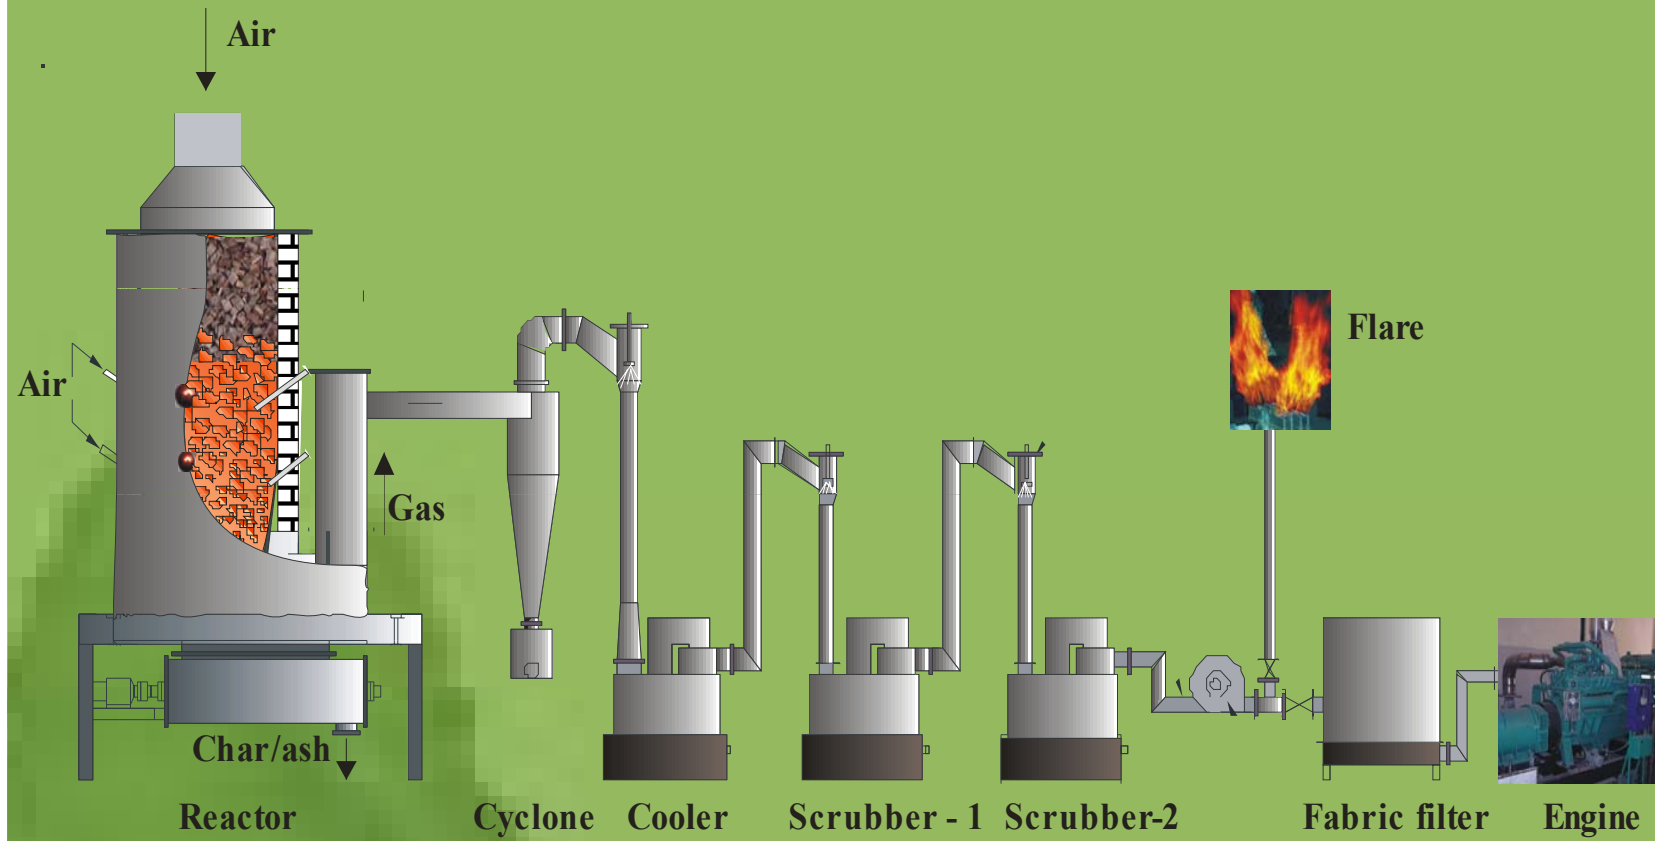 Air
Flare
Air
Gas
Char/ash
Reactor
Cyclone
Cooler
Scrubber - 1
Scrubber-2
Fabric filter
Engine